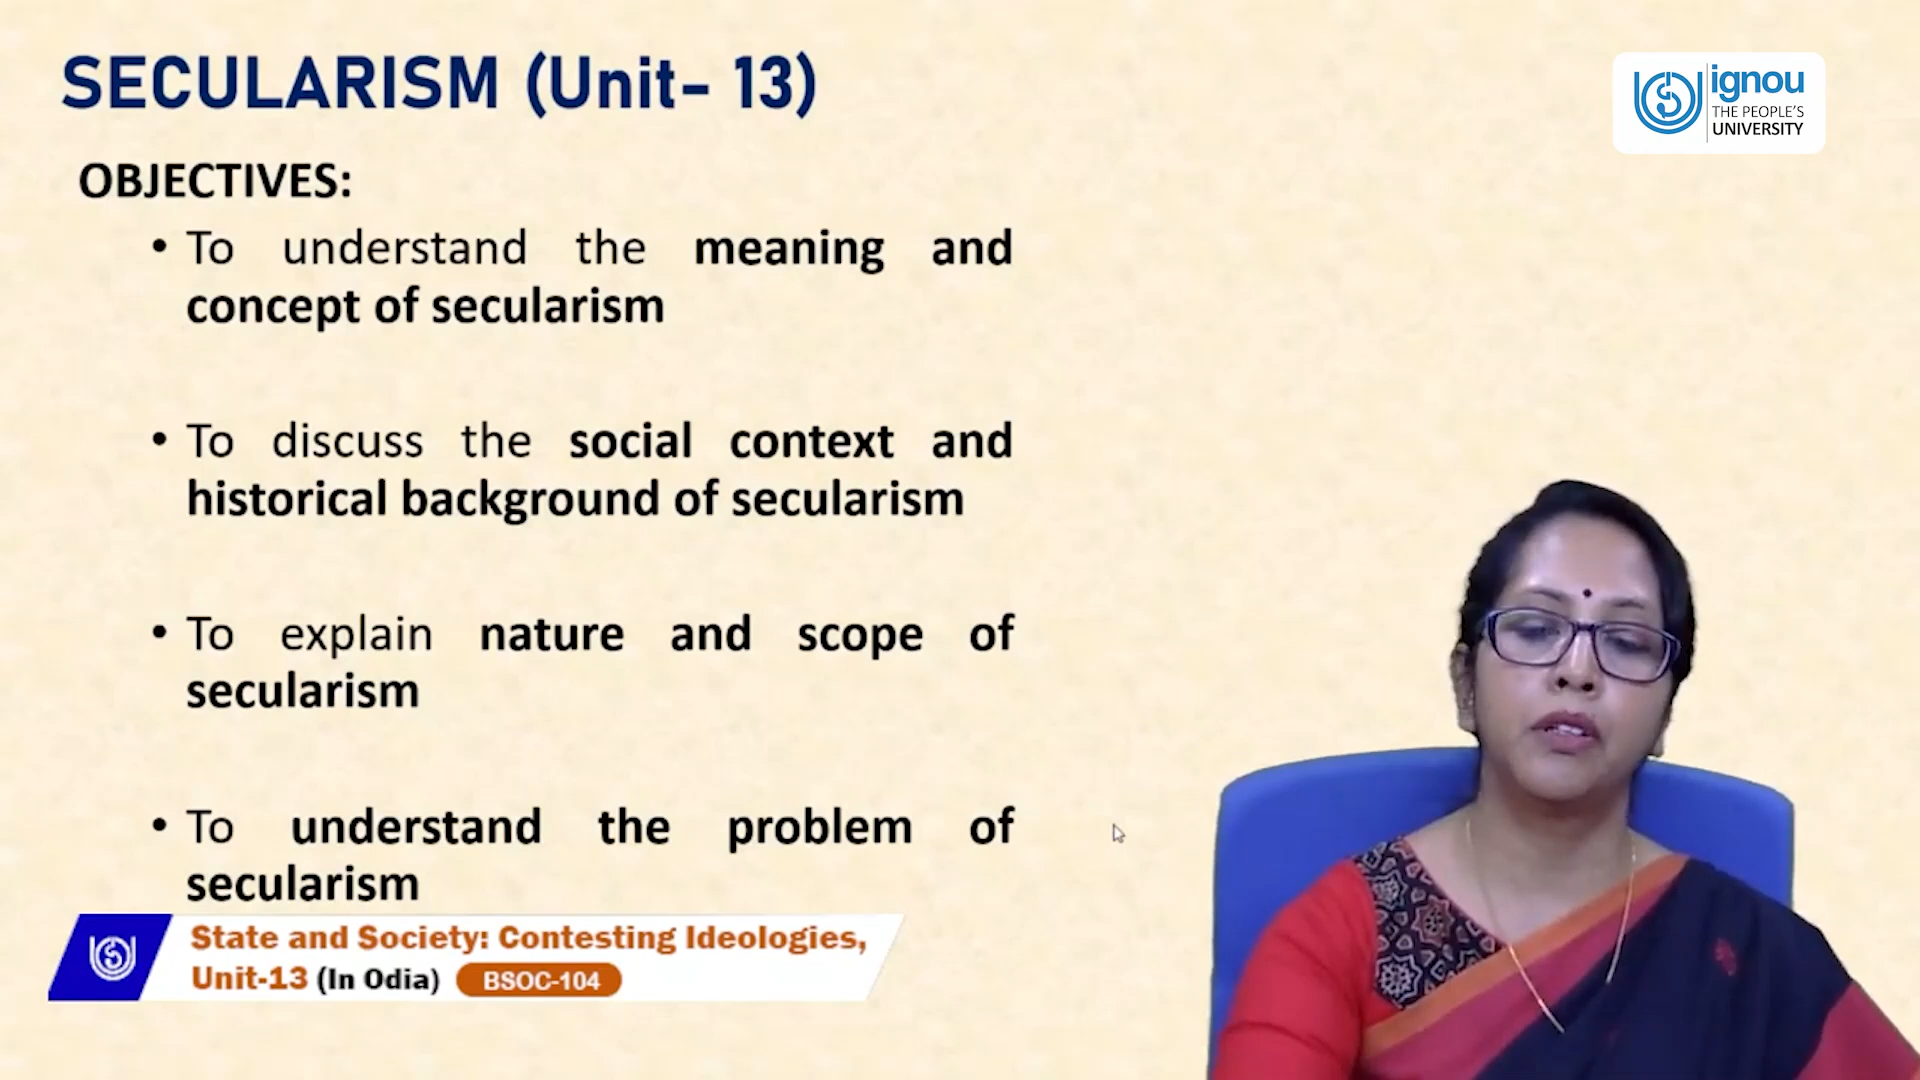 SECULARISM (Unit- 13)
ignou
THE PEOPLE'S
UNIVERSITY
OBJECTIVES:
• To understand the meaning and
concept of secularism
• To discuss the social context and
historical background of secularism
• To explain nature and scope of
secularism
• To understand the problem of
secularism
State and Society: Contesting Ideologies,
Unit-13 (In Odia) BSOC-104